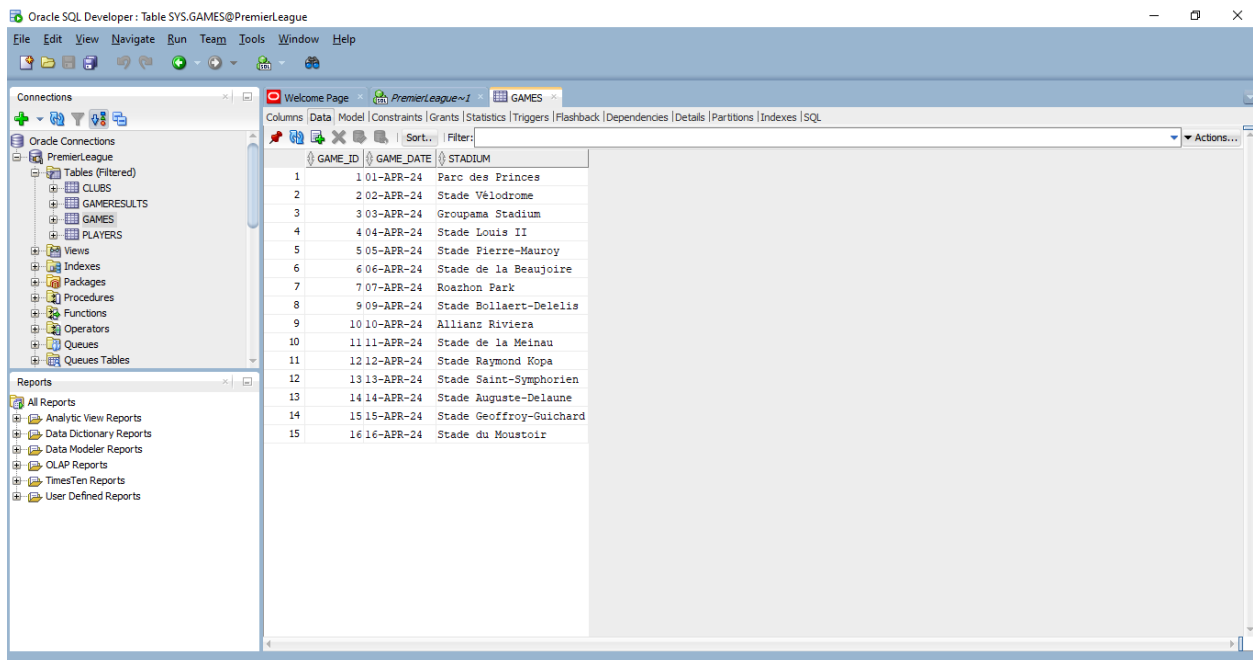 Oracle SQL Developer : Table SYS.GAMES@PremierLeague
File Edit View Navigate Run Team Tools Window Help
Connections
Oracle Connections
PremierLeague
Tables (Filtered)
CLUBS
GAMERESULTS
GAMES
PLAYERS
Views
Indexes
Packages
Procedures
Functions
Operators
Queues
Queues Tables
Reports
All Reports
Analytic View Reports
Data Dictionary Reports
Data Modeler Reports
OLAP Reports
TimesTen Reports
User Defined Reports
Welcome Page PremierLeague~1 GAMES
Columns Data Model Constraints Grants Statistics Triggers Flashback Dependencies Details Partitions Indexes SQL
Sort.. Filter: Actions...
GAME_ID GAME_DATE STADIUM
1 1 01-APR-24 Parc des Princes
2 2 02-APR-24 Stade Vélodrome
3 3 03-APR-24 Groupama Stadium
4 4 04-APR-24 Stade Louis II
5 5 05-APR-24 Stade Pierre-Mauroy
6 6 06-APR-24 Stade de la Beaujoire
7 7 07-APR-24 Roazhon Park
8 9 09-APR-24 Stade Bollaert-Delelis
9 10 10-APR-24 Allianz Riviera
10 11 11-APR-24 Stade de la Meinau
11 12 12-APR-24 Stade Raymond Kopa
12 13 13-APR-24 Stade Saint-Symphorien
13 14 14-APR-24 Stade Auguste-Delaune
14 15 15-APR-24 Stade Geoffroy-Guichard
15 16 16-APR-24 Stade du Moustoir